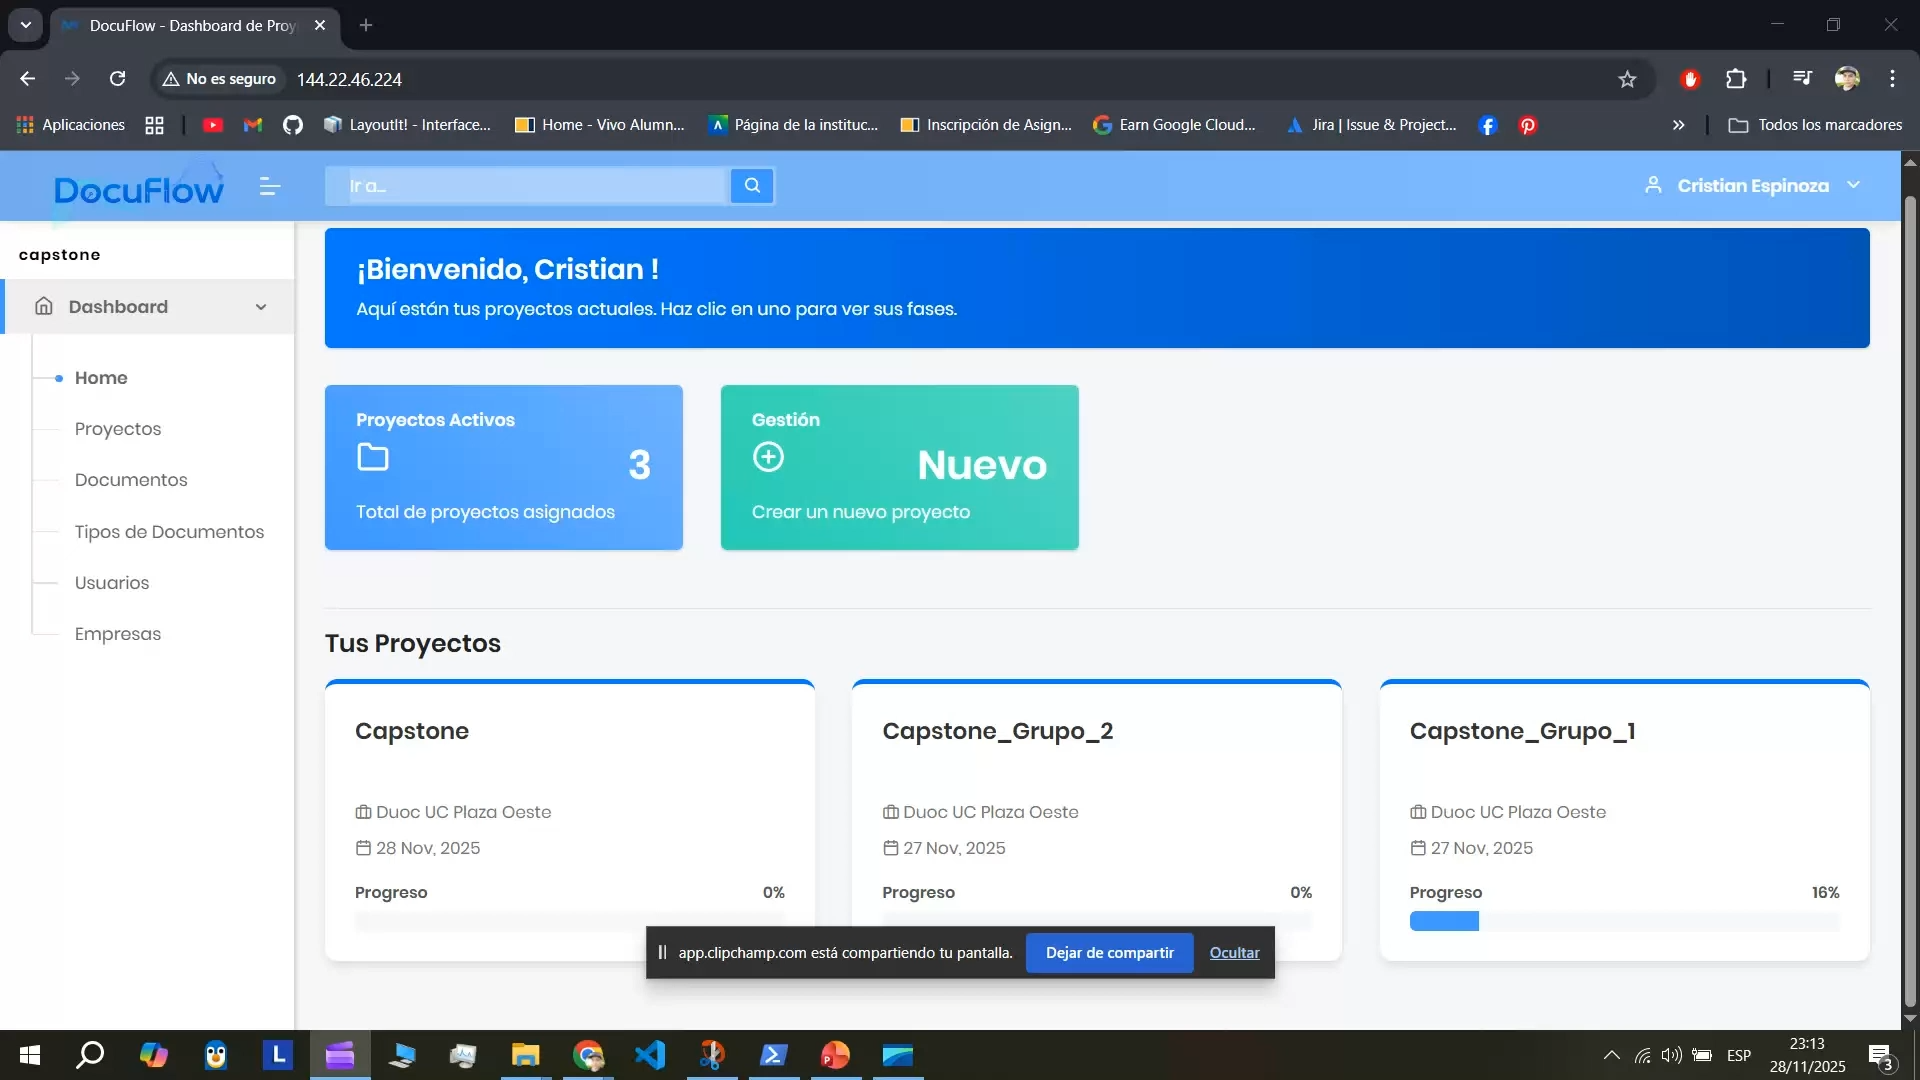 DocuFlow - Dashboard de Proy
No es seguro
144.22.46.224
Aplicaciones
LayoutIt! - Interface...
Home - Vivo Alumn...
Página de la instituc...
Inscripción de Asign...
Earn Google Cloud...
Jira | Issue & Project...
Todos los marcadores
DocuFlow
Ir a...
Cristian Espinoza
capstone
Dashboard
Home
Proyectos
Documentos
Tipos de Documentos
Usuarios
Empresas
¡Bienvenido, Cristian !
Aquí están tus proyectos actuales. Haz clic en uno para ver sus fases.
Proyectos Activos
3
Total de proyectos asignados
Gestión
Nuevo
Crear un nuevo proyecto
Tus Proyectos
Capstone
Duoc UC Plaza Oeste
28 Nov, 2025
Progreso 0%
Capstone_Grupo_2
Duoc UC Plaza Oeste
27 Nov, 2025
Progreso 0%
Capstone_Grupo_1
Duoc UC Plaza Oeste
27 Nov, 2025
Progreso 16%
app.clipchamp.com está compartiendo tu pantalla.
Dejar de compartir
Ocultar
L
ESP
23:13
28/11/2025
3